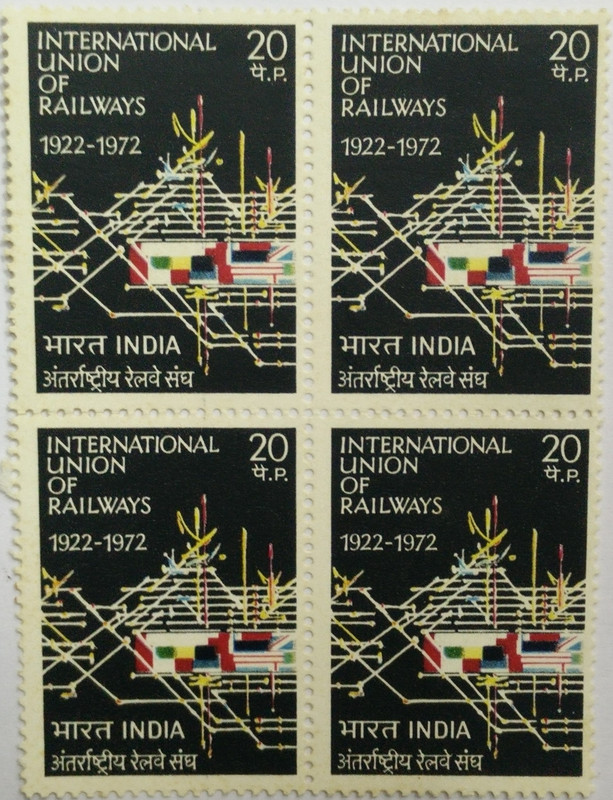 INTERNATIONAL
UNION
OF
RAILWAYS
20
पै.P.
1922-1972
भारत INDIA
अंतर्राष्ट्रीय रेलवे संघ
INTERNATIONAL
UNION
OF
RAILWAYS
20
पै.P.
1922-1972
भारत INDIA
अंतर्राष्ट्रीय रेलवे संघ
INTERNATIONAL
UNION
OF
RAILWAYS
20
पै.P.
1922-1972
भारत INDIA
अंतर्राष्ट्रीय रेलवे संघ
INTERNATIONAL
UNION
OF
RAILWAYS
20
पै.P.
1922-1972
भारत INDIA
अंतर्राष्ट्रीय रेलवे संघ